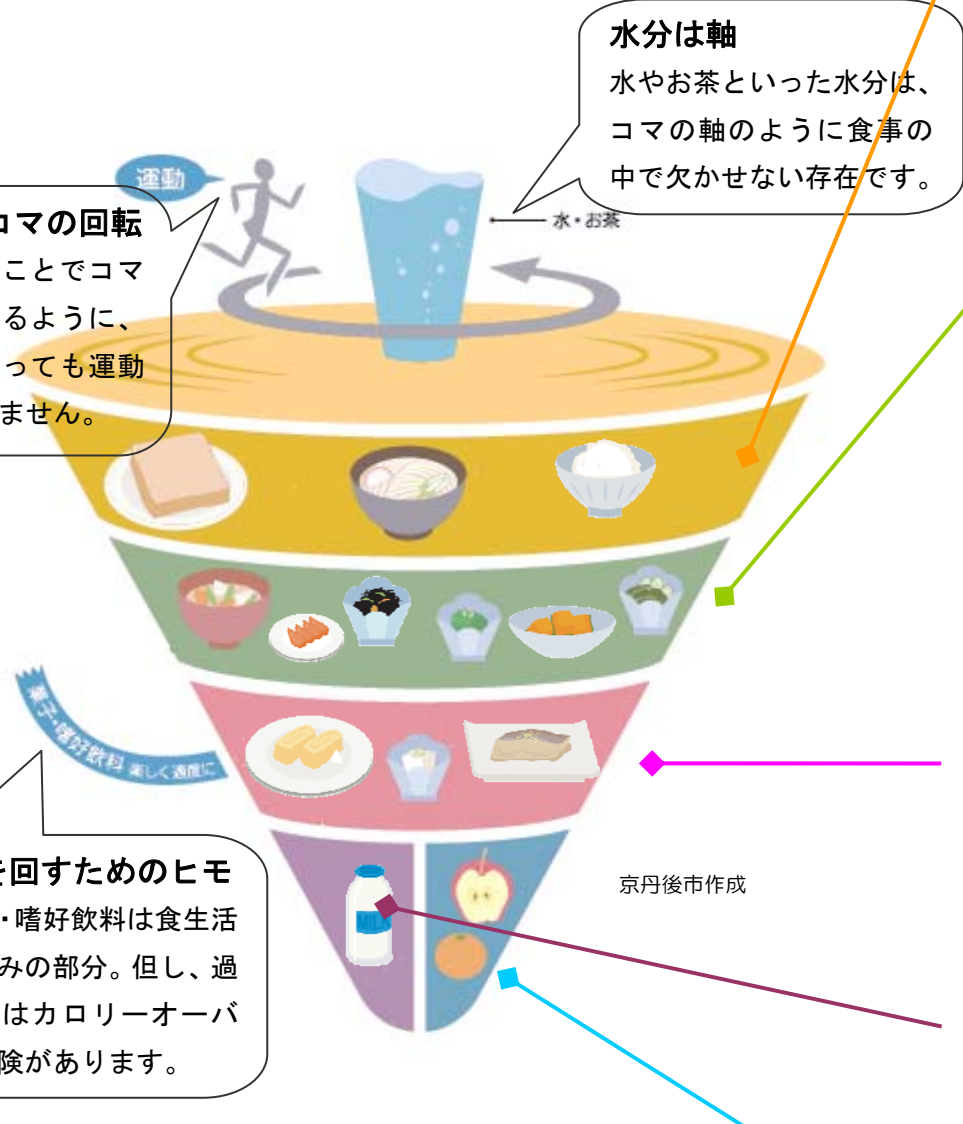 水分は軸
水やお茶といった水分は、
コマの軸のように食事の
中で欠かせない存在です。
運動
水・お茶
コマの回転
ことでコマ
るように、
っても運動
ません。
菓子・嗜好飲料 楽しく適度に
を回すためのヒモ
・嗜好飲料は食生活
みの部分。但し、過
はカロリーオーバ
険があります。
MILK
京丹後市作成